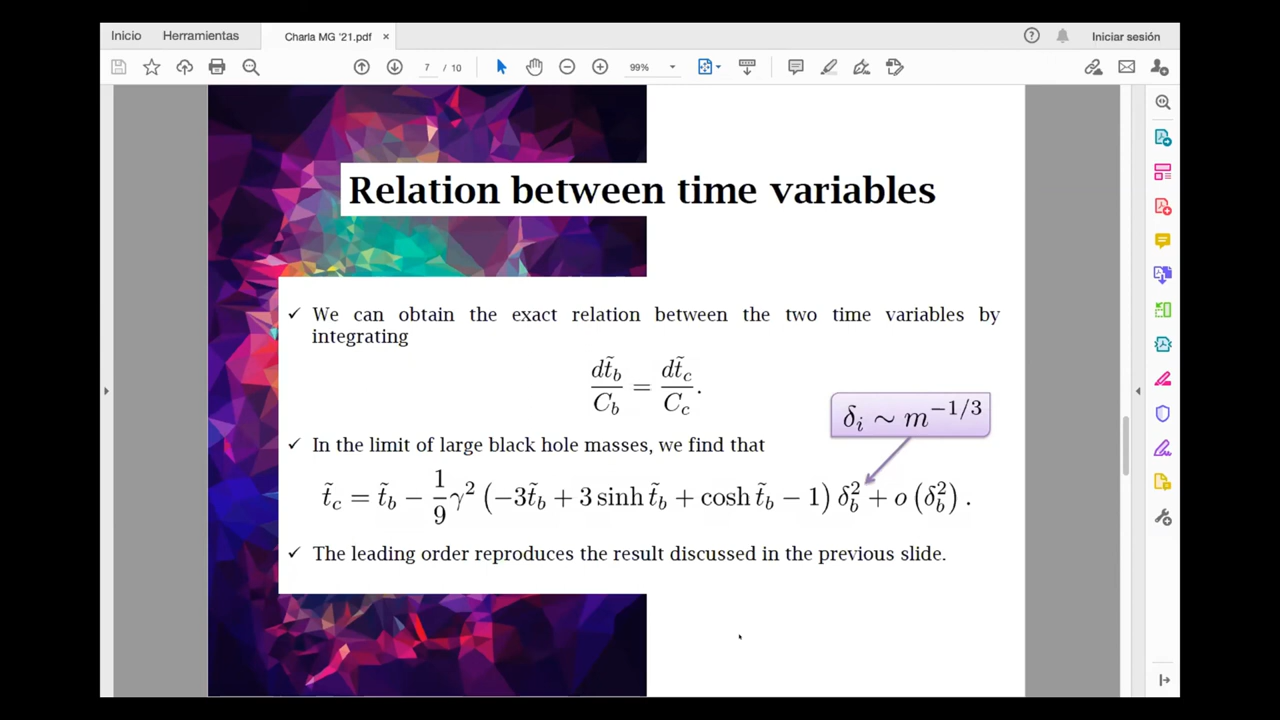 Inicio Herramientas Charla MG '21.pdf × Iniciar sesión
7 / 10 99%
Relation between time variables
✓ We can obtain the exact relation between the two time variables by
integrating
dt̃_b / C_b = dt̃_c / C_c .
δ_i ∼ m^{−1/3}
✓ In the limit of large black hole masses, we find that
t̃_c = t̃_b − 1/9 γ² (−3t̃_b + 3 sinh t̃_b + cosh t̃_b − 1) δ_b² + o (δ_b²) .
✓ The leading order reproduces the result discussed in the previous slide.